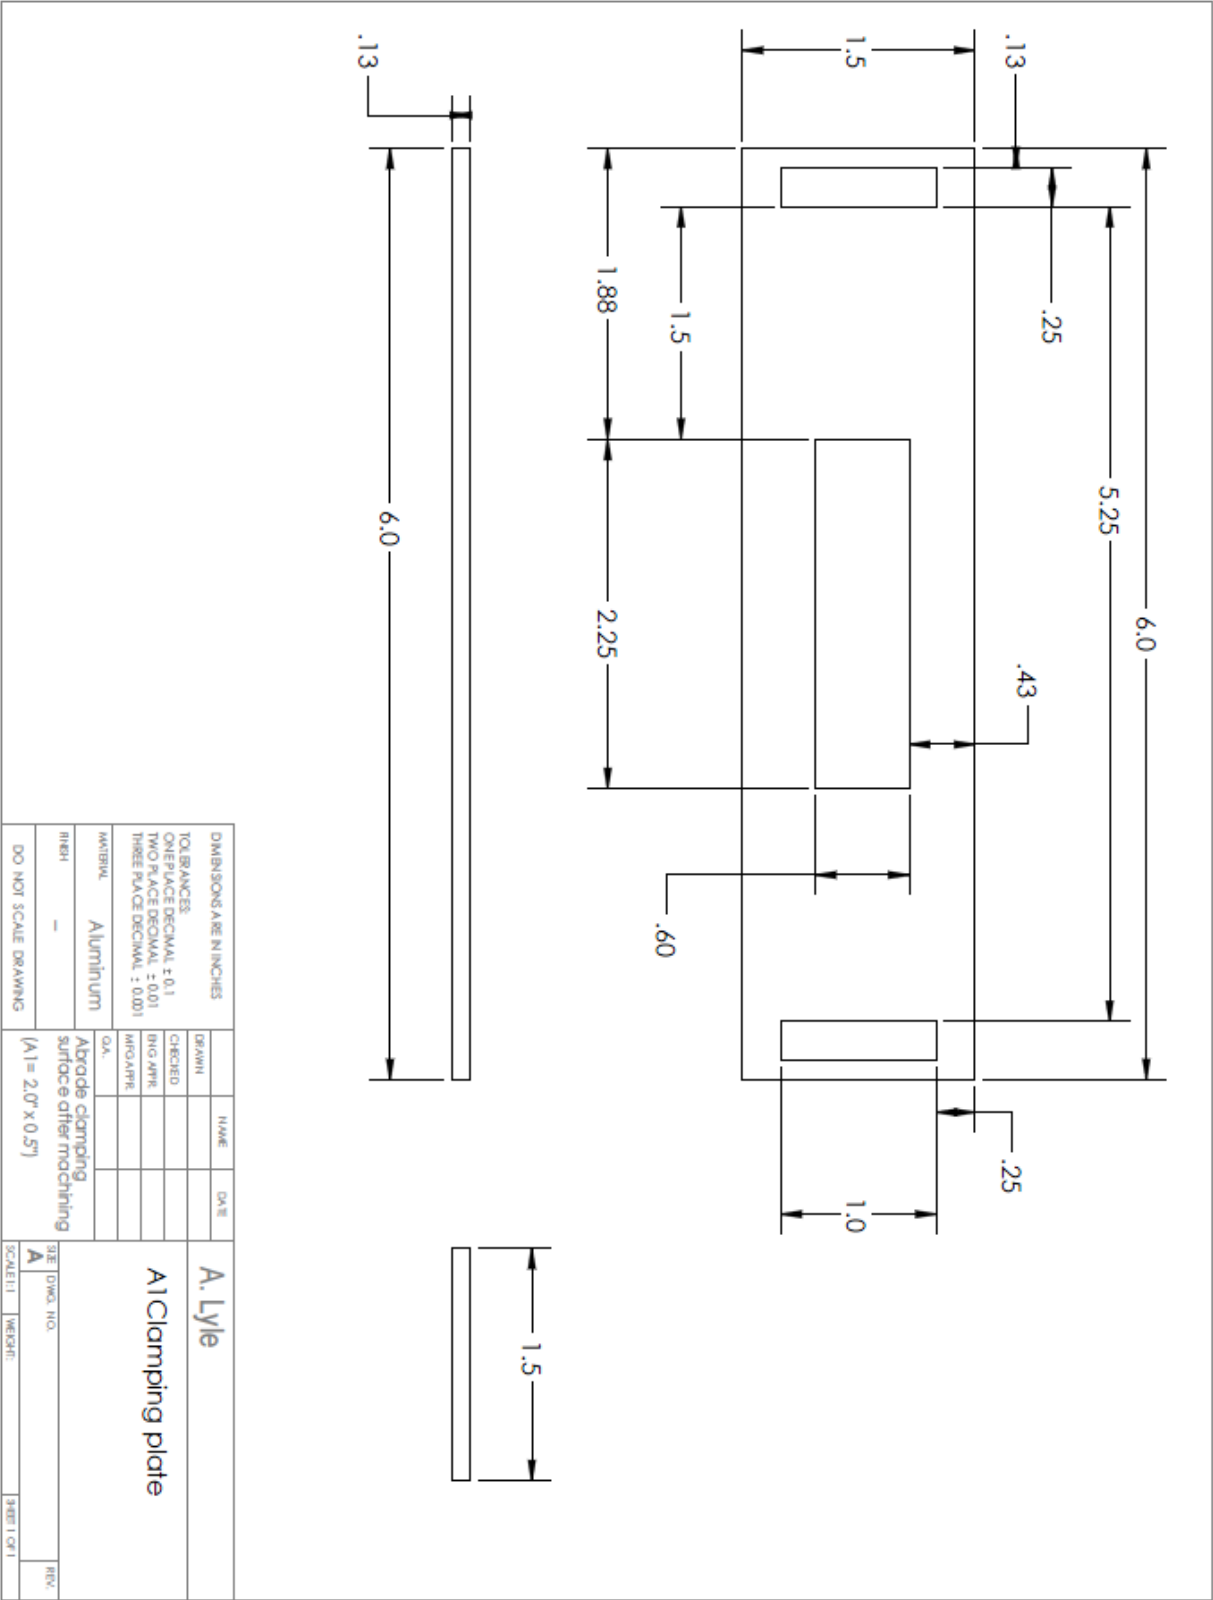 .13
6.0
5.25
.25
.43
.25
1.5
1.0
1.5
1.88
2.25
.60
.13
6.0
1.5
DIMENSIONS ARE IN INCHES
TOLERANCES:
ONE PLACE DECIMAL ± 0.1
TWO PLACE DECIMAL ± 0.01
THREE PLACE DECIMAL ± 0.001
MATERIAL
Aluminum
FINISH
–
DO NOT SCALE DRAWING
NAME DATE
DRAWN
CHECKED
ENG APPR.
MFG APPR.
Q.A.
Abrade clamping
surface after machining
(A1= 2.0" x 0.5")
A. Lyle
A1Clamping plate
SIZE DWG. NO. REV.
A
SCALE:1:1 WEIGHT: SHEET 1 OF 1